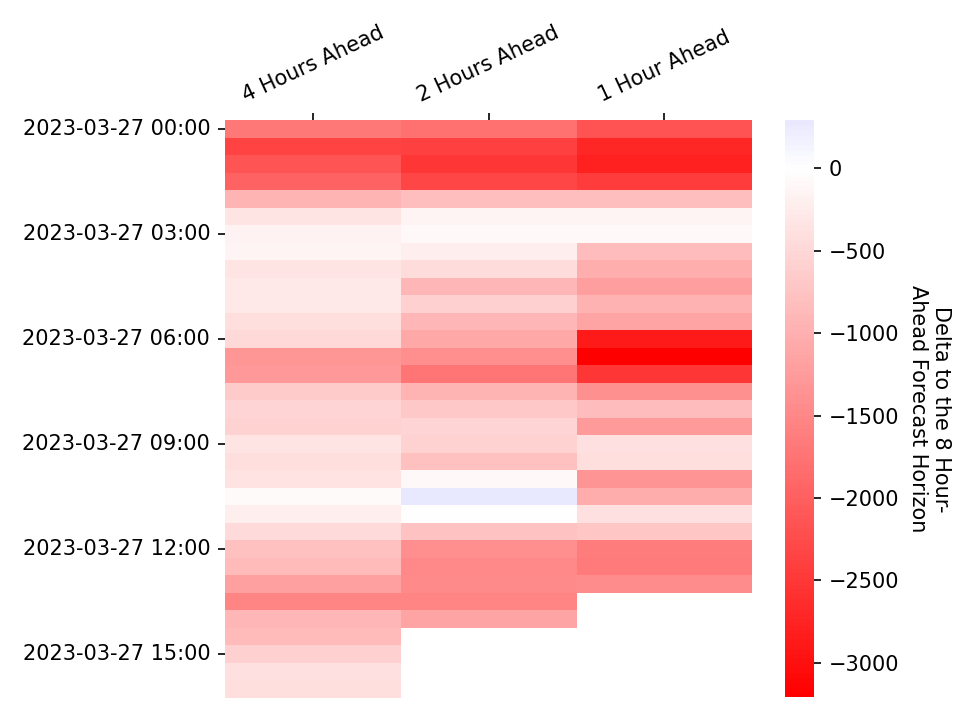 4 Hours Ahead
2 Hours Ahead
1 Hour Ahead
2023-03-27 00:00
2023-03-27 03:00
2023-03-27 06:00
2023-03-27 09:00
2023-03-27 12:00
2023-03-27 15:00
0
−500
−1000
−1500
−2000
−2500
−3000
Delta to the 8 Hour-
Ahead Forecast Horizon